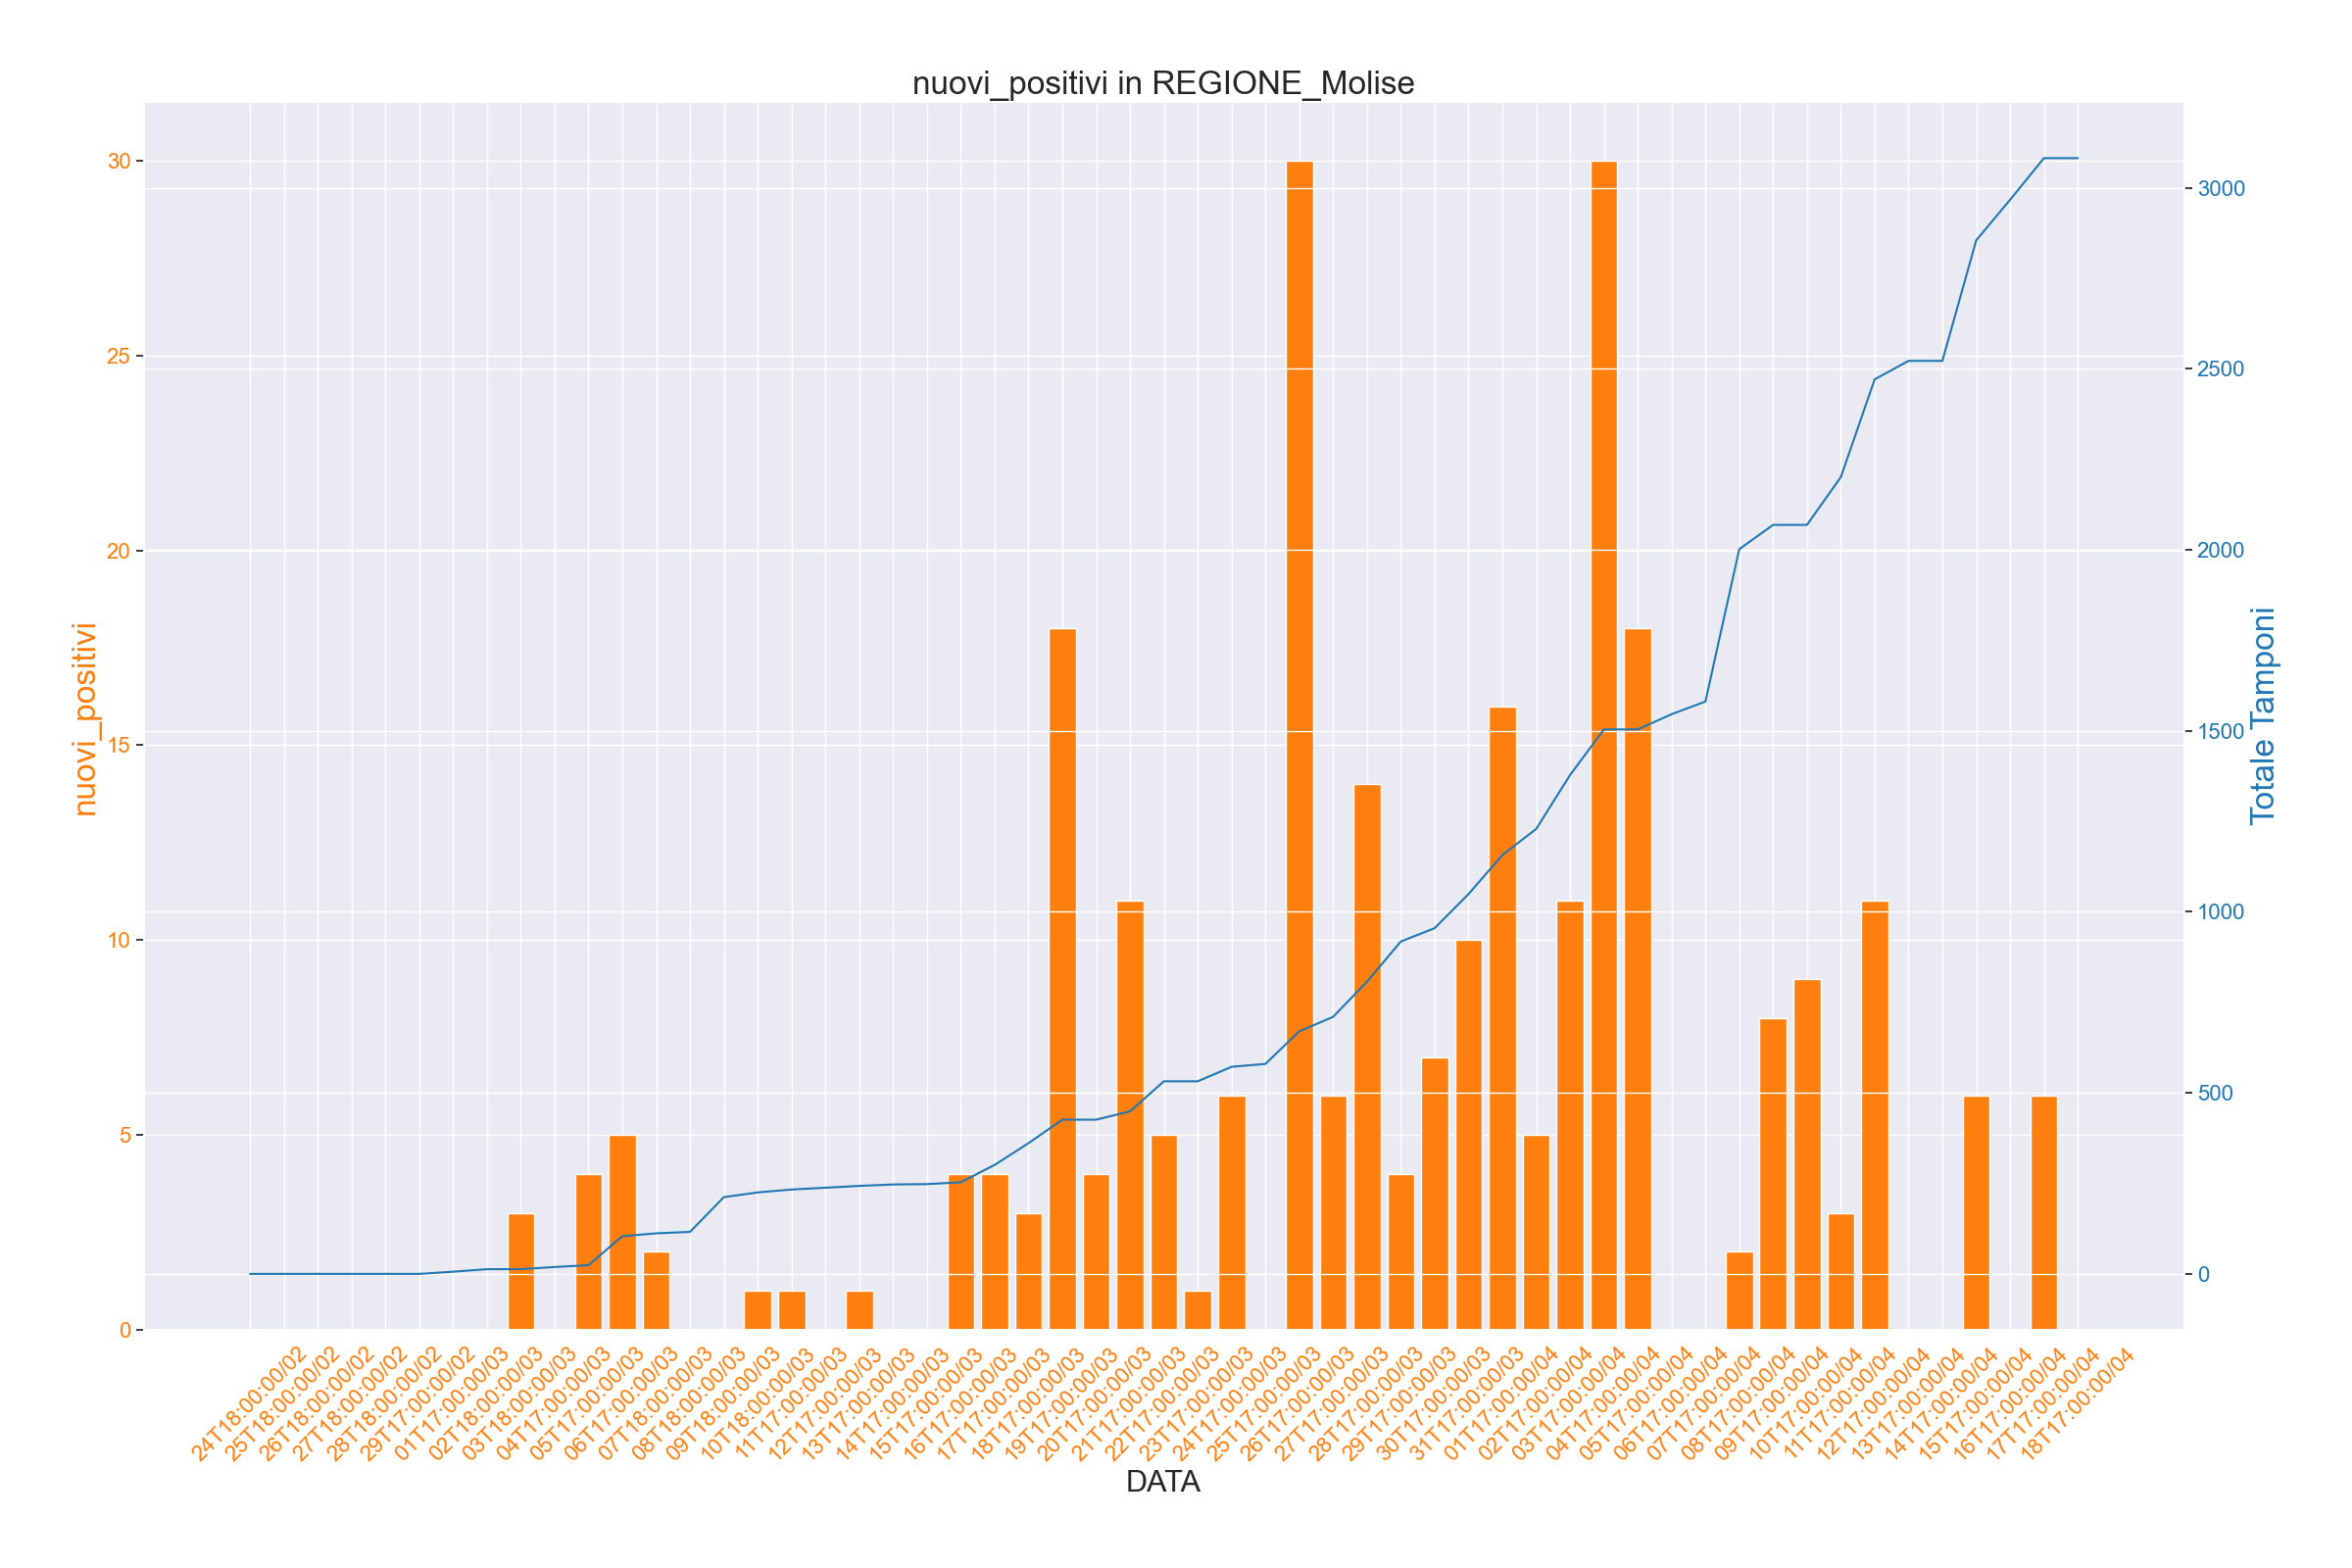 nuovi_positivi in REGIONE_Molise
30
25
20
15
10
5
0
nuovi_positivi
3000
2500
2000
1500
1000
500
0
Totale Tamponi
24T18:00:00/02
25T18:00:00/02
26T18:00:00/02
27T18:00:00/02
28T18:00:00/02
29T17:00:00/02
01T17:00:00/03
02T18:00:00/03
03T18:00:00/03
04T17:00:00/03
05T17:00:00/03
06T17:00:00/03
07T18:00:00/03
08T18:00:00/03
09T18:00:00/03
10T18:00:00/03
11T17:00:00/03
12T17:00:00/03
13T17:00:00/03
14T17:00:00/03
15T17:00:00/03
16T17:00:00/03
17T17:00:00/03
18T17:00:00/03
19T17:00:00/03
20T17:00:00/03
21T17:00:00/03
22T17:00:00/03
23T17:00:00/03
24T17:00:00/03
25T17:00:00/03
26T17:00:00/03
27T17:00:00/03
28T17:00:00/03
29T17:00:00/03
30T17:00:00/03
31T17:00:00/03
01T17:00:00/04
02T17:00:00/04
03T17:00:00/04
04T17:00:00/04
05T17:00:00/04
06T17:00:00/04
07T17:00:00/04
08T17:00:00/04
09T17:00:00/04
10T17:00:00/04
11T17:00:00/04
12T17:00:00/04
13T17:00:00/04
14T17:00:00/04
15T17:00:00/04
16T17:00:00/04
17T17:00:00/04
18T17:00:00/04
DATA